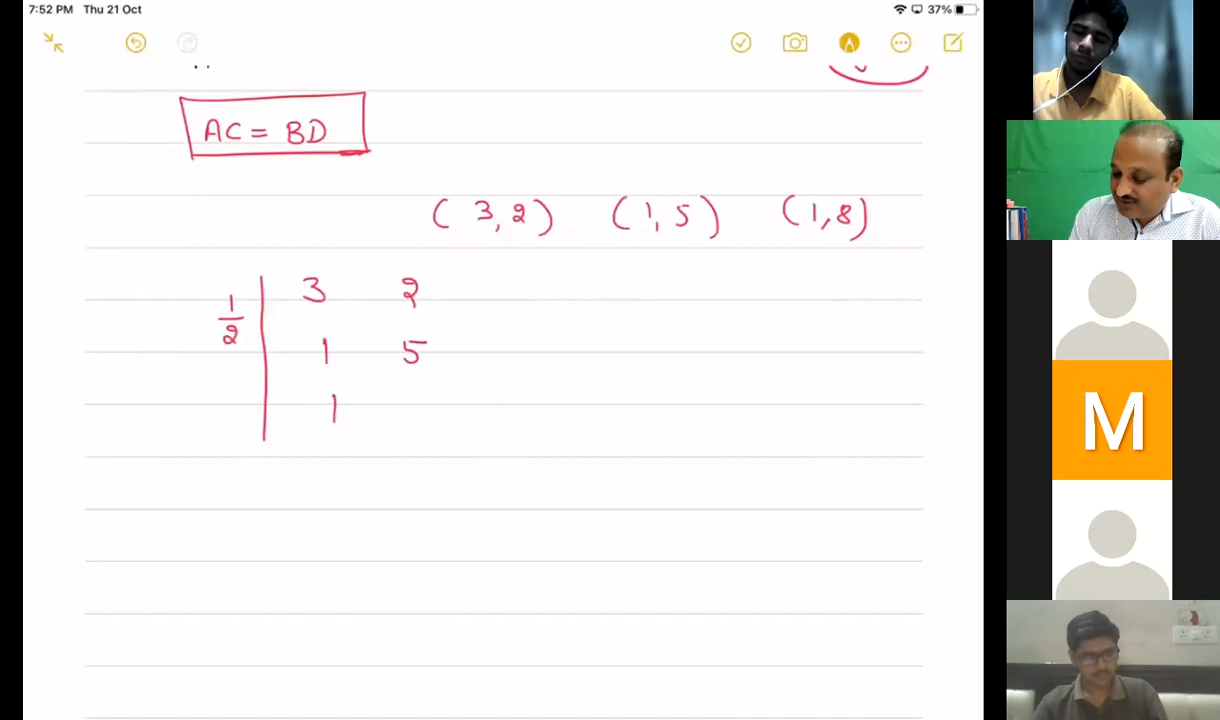 7:52 PM Thu 21 Oct 37%
AC = BD
(3,2) (1,5) (1,8)
1/2 | 3 2
1 5
1
M